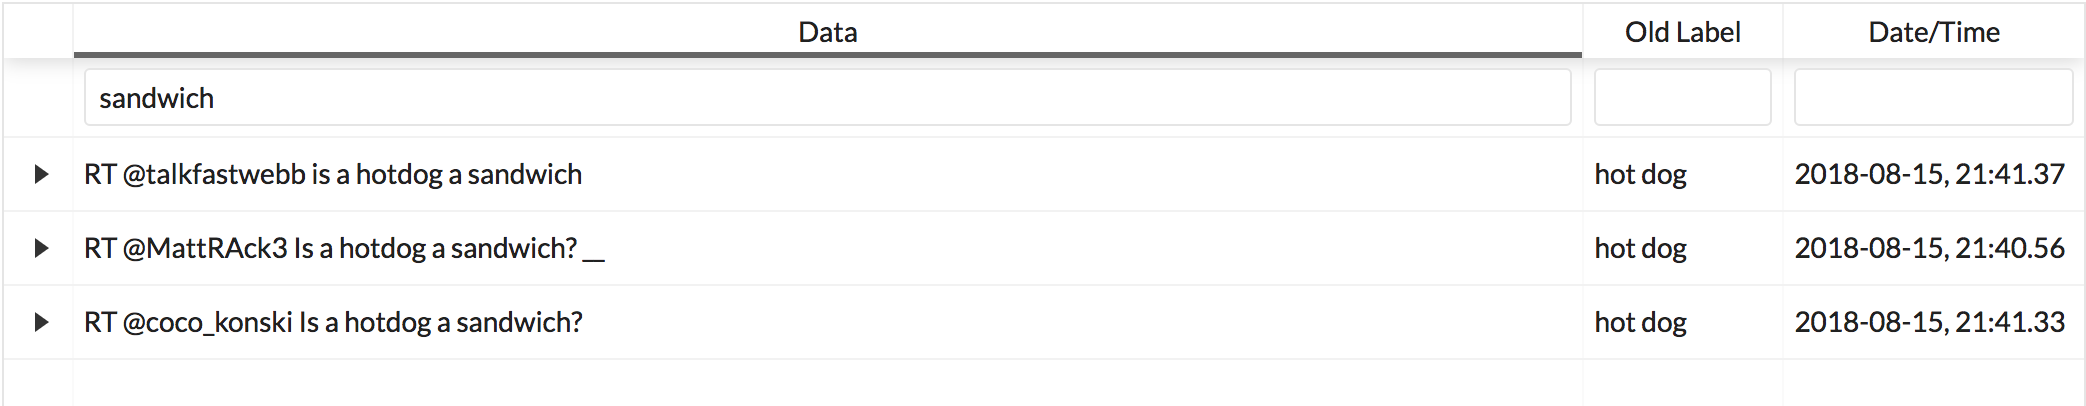 Data Old Label Date/Time
sandwich
RT @talkfastwebb is a hotdog a sandwich hot dog 2018-08-15, 21:41.37
RT @MattRAck3 Is a hotdog a sandwich? __ hot dog 2018-08-15, 21:40.56
RT @coco_konski Is a hotdog a sandwich? hot dog 2018-08-15, 21:41.33